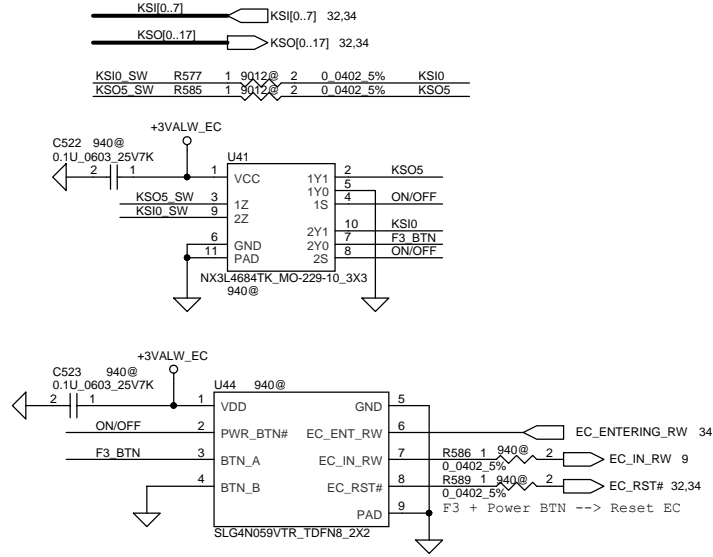 KSI[0..7] KSI[0..7] 32,34
KSO[0..17] KSO[0..17] 32,34
KSI0_SW R577 1 9012@ 2 0_0402_5% KSI0
KSO5_SW R585 1 9012@ 2 0_0402_5% KSO5
+3VALW_EC
C522 940@
0.1U_0603_25V7K
2 1
U41
1 VCC 1Y1 2 KSO5
1Y0 5
KSO5_SW 3 1Z 1S 4 ON/OFF
KSI0_SW 9 2Z
2Y1 10 KSI0
6 GND 2Y0 7 F3_BTN
11 PAD 2S 8 ON/OFF
NX3L4684TK_MO-229-10_3X3
940@
+3VALW_EC
C523 940@
0.1U_0603_25V7K
2 1
U44 940@
1 VDD GND 5
ON/OFF 2 PWR_BTN# EC_ENT_RW 6 EC_ENTERING_RW 34
F3_BTN 3 BTN_A EC_IN_RW 7 R586 1 940@ 2 EC_IN_RW 9
0_0402_5%
4 BTN_B EC_RST# 8 R589 1 940@ 2 EC_RST# 32,34
0_0402_5%
F3 + Power BTN --> Reset EC
PAD 9
SLG4N059VTR_TDFN8_2X2